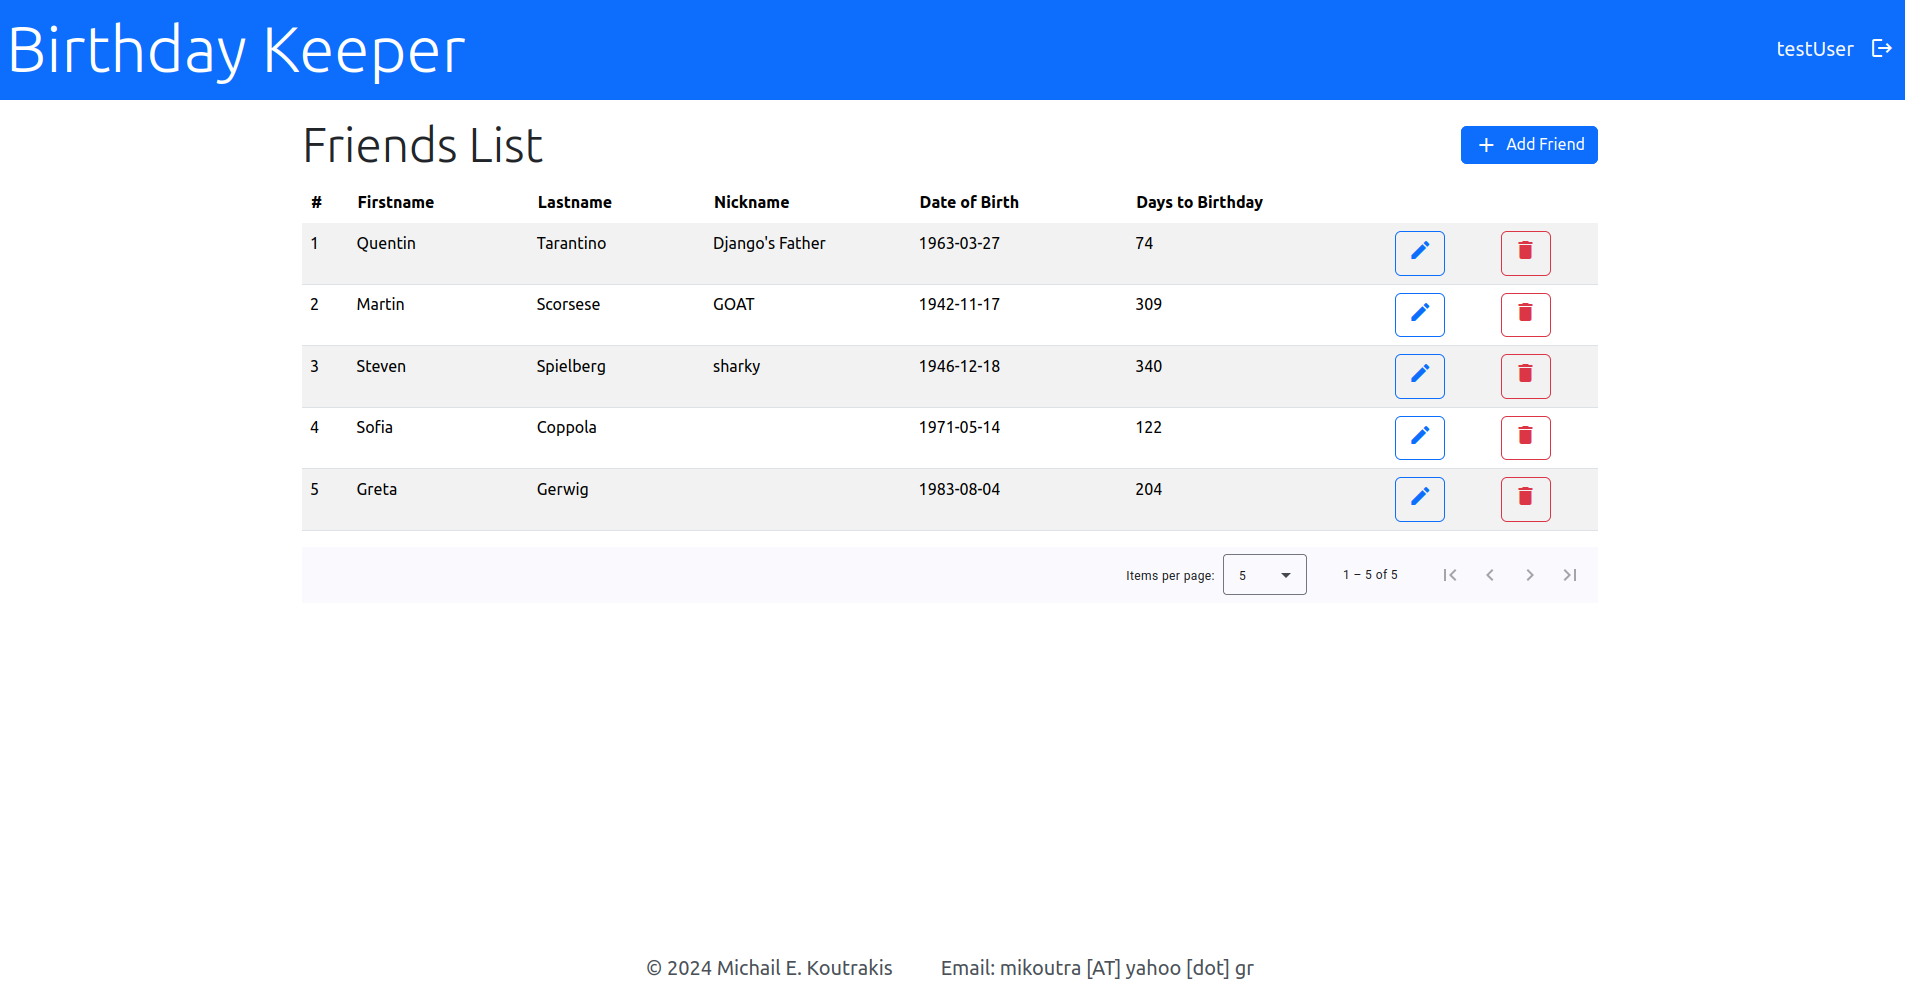 Birthday Keeper
testUser
Friends List
Add Friend
# Firstname Lastname Nickname Date of Birth Days to Birthday
1 Quentin Tarantino Django's Father 1963-03-27 74
2 Martin Scorsese GOAT 1942-11-17 309
3 Steven Spielberg sharky 1946-12-18 340
4 Sofia Coppola 1971-05-14 122
5 Greta Gerwig 1983-08-04 204
Items per page: 5 1 – 5 of 5
© 2024 Michail E. Koutrakis Email: mikoutra [AT] yahoo [dot] gr